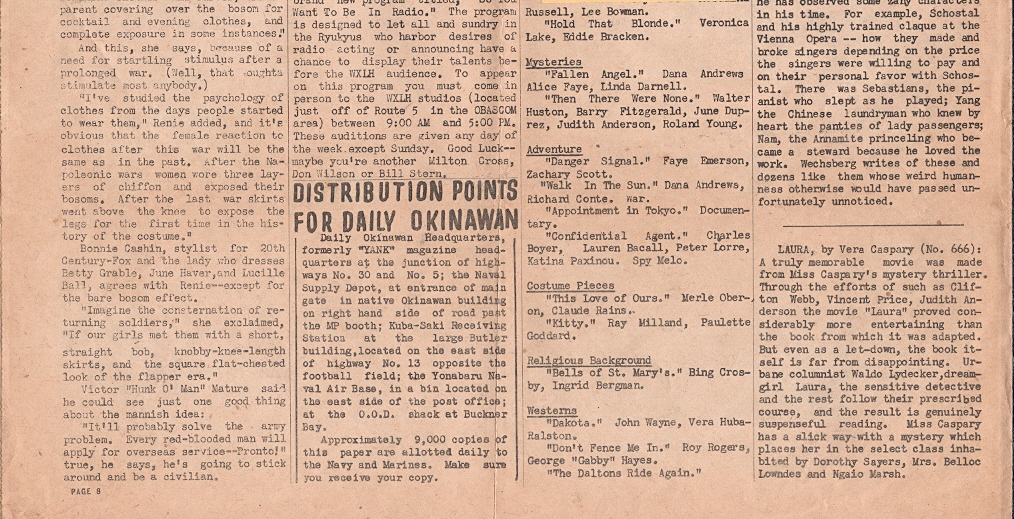 parent covering over the bosom for
cocktail and evening clothes, and
complete exposure in some instances."
And this, she says, because of a
need for startling stimulus after a
prolonged war. (Well, that oughta
stimulate most anybody.)
"I've studied the psychology of
clothes from the days people started
to wear them," Renie added, and it's
obvious that the female reaction to
clothes after this war will be the
same as in the past. After the Na-
poleonic wars women wore three lay-
ers of chiffon and exposed their
bosoms. After the last war skirts
went above the knee to expose the
legs for the first time in the his-
tory of the costume."
Bonnie Cashin, stylist for 20th
Century-Fox and the lady who dresses
Betty Grable, June Haver,and Lucille
Ball, agrees with Renie--except for
the bare bosom effect.
"Imagine the consternation of re-
turning soldiers," she exclaimed,
"If our girls met them with a short,
straight bob, knobby-knee-length
skirts, and the square flat-chested
look of the flapper era."
Victor "Hunk O' Man" Mature said
he could see just one good thing
about the mannish idea:
"It'll probably solve the army
problem. Every red-blooded man will
apply for overseas service--Pronto!"
true, he says, he's going to stick
around and be a civilian.
PAGE 8
Want To Be In Radio." The program
is designed to let all and sundry in
the Ryukyus who harbor desires of
radio acting or announcing have a
chance to display their talents be-
fore the WXLH audience. To appear
on this program you must come in
person to the WXLH studios (located
just off of Route 5 in the OBASCOM
area) between 9:00 AM and 5:00 PM.
These auditions are given any day of
the week except Sunday. Good Luck--
maybe you're another Milton Cross,
Don Wilson or Bill Stern.
DISTRIBUTION POINTS
FOR DAILY OKINAWAN
Daily Okinawan Headquarters,
formerly "YANK" magazine head-
quarters at the junction of high-
ways No. 30 and No. 5; the Naval
Supply Depot, at entrance of main
gate in native Okinawan building
on right hand side of road past
the MP booth; Kuba-Saki Receiving
Station at the large Butler
building,located on the east side
of highway No. 13 opposite the
football field; the Yonabaru Na-
val Air Base, in a bin located on
the east side of the post office;
at the O.O.D. shack at Buckner
Bay.
Approximately 9,000 copies of
this paper are allotted daily to
the Navy and Marines. Make sure
you receive your copy.
Russell, Lee Bowman.
"Hold That Blonde." Veronica
Lake, Eddie Bracken.
Mysteries
"Fallen Angel." Dana Andrews
Alice Faye, Linda Darnell.
"Then There Were None." Walter
Huston, Barry Fitzgerald, June Dup-
rez, Judith Anderson, Roland Young.
Adventure
"Danger Signal." Faye Emerson,
Zachary Scott.
"Walk In The Sun." Dana Andrews,
Richard Conte. War.
"Appointment in Tokyo." Documen-
tary.
"Confidential Agent." Charles
Boyer, Lauren Bacall, Peter Lorre,
Katina Paxinou. Spy Melo.
Costume Pieces
"This Love of Ours." Merle Ober-
on, Claude Rains.
"Kitty." Ray Milland, Paulette
Goddard.
Religious Background
"Bells of St. Mary's." Bing Cros-
by, Ingrid Bergman.
Westerns
"Dakota." John Wayne, Vera Huba-
Ralston.
"Don't Fence Me In." Roy Rogers,
George "Gabby" Hayes.
"The Daltons Ride Again."
he has observed some zany characters
in his time. For example, Schostal
and his highly trained claque at the
Vienna Opera -- how they made and
broke singers depending on the price
the singers were willing to pay and
on their personal favor with Schos-
tal. There was Sebastians, the pi-
anist who slept as he played; Yang
the Chinese laundryman who knew by
heart the panties of lady passengers;
Nam, the Annamite princeling who be-
came a steward because he loved the
work. Wechsberg writes of these and
dozens like them whose weird human-
ness otherwise would have passed un-
fortunately unnoticed.
LAURA, by Vera Caspary (No. 666):
A truly memorable movie was made
from Miss Caspary's mystery thriller.
Through the efforts of such as Clif-
ton Webb, Vincent Price, Judith An-
derson the movie "Laura" proved con-
siderably more entertaining than
the book from which it was adapted.
But even as a let-down, the book it-
self is far from disappointing. Ur-
bane columnist Waldo Lydecker,dream-
girl Laura, the sensitive detective
and the rest follow their prescribed
course, and the result is genuinely
suspenseful reading. Miss Caspary
has a slick way with a mystery which
places her in the select class inha-
bited by Dorothy Sayers, Mrs. Belloc
Lowndes and Ngaio Marsh.